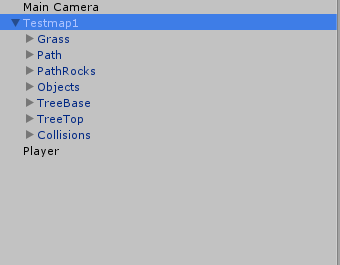 Main Camera
Testmap1
Grass
Path
PathRocks
Objects
TreeBase
TreeTop
Collisions
Player